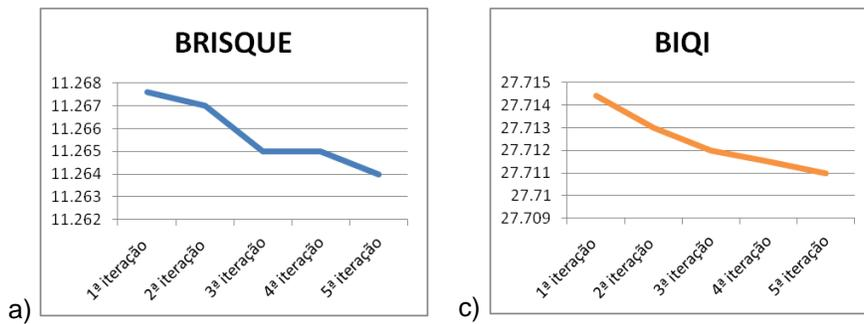 BRISQUE
11.268
11.267
11.266
11.265
11.264
11.263
11.262
1ª iteração
2ª iteração
3ª iteração
4ª iteração
5ª iteração
a)
BIQI
27.715
27.714
27.713
27.712
27.711
27.71
27.709
1ª iteração
2ª iteração
3ª iteração
4ª iteração
5ª iteração
c)